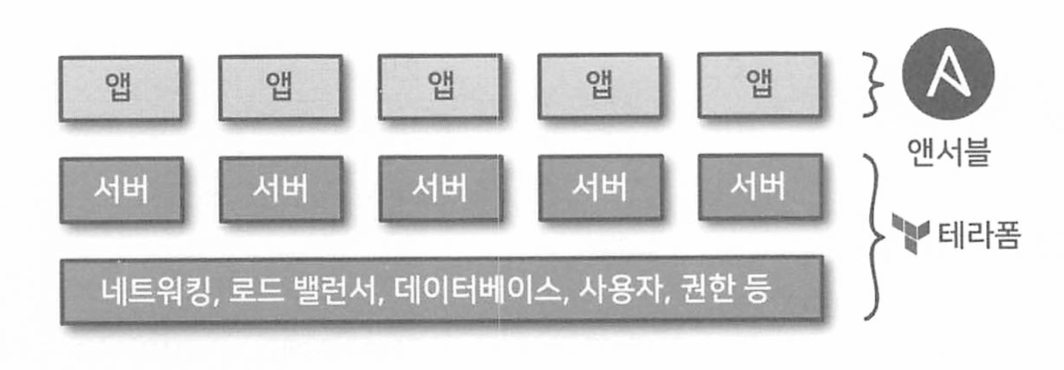 앱 앱 앱 앱 앱
앤서블
서버 서버 서버 서버 서버
테라폼
네트워킹, 로드 밸런서, 데이터베이스, 사용자, 권한 등